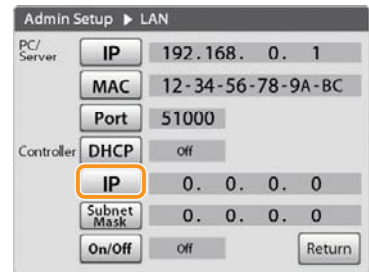 Admin Setup ▶ LAN
PC/
Server IP 192.168. 0. 1
MAC 12-34-56-78-9A-BC
Port 51000
Controller DHCP Off
IP 0. 0. 0. 0
Subnet
Mask 0. 0. 0. 0
On/Off Off Return